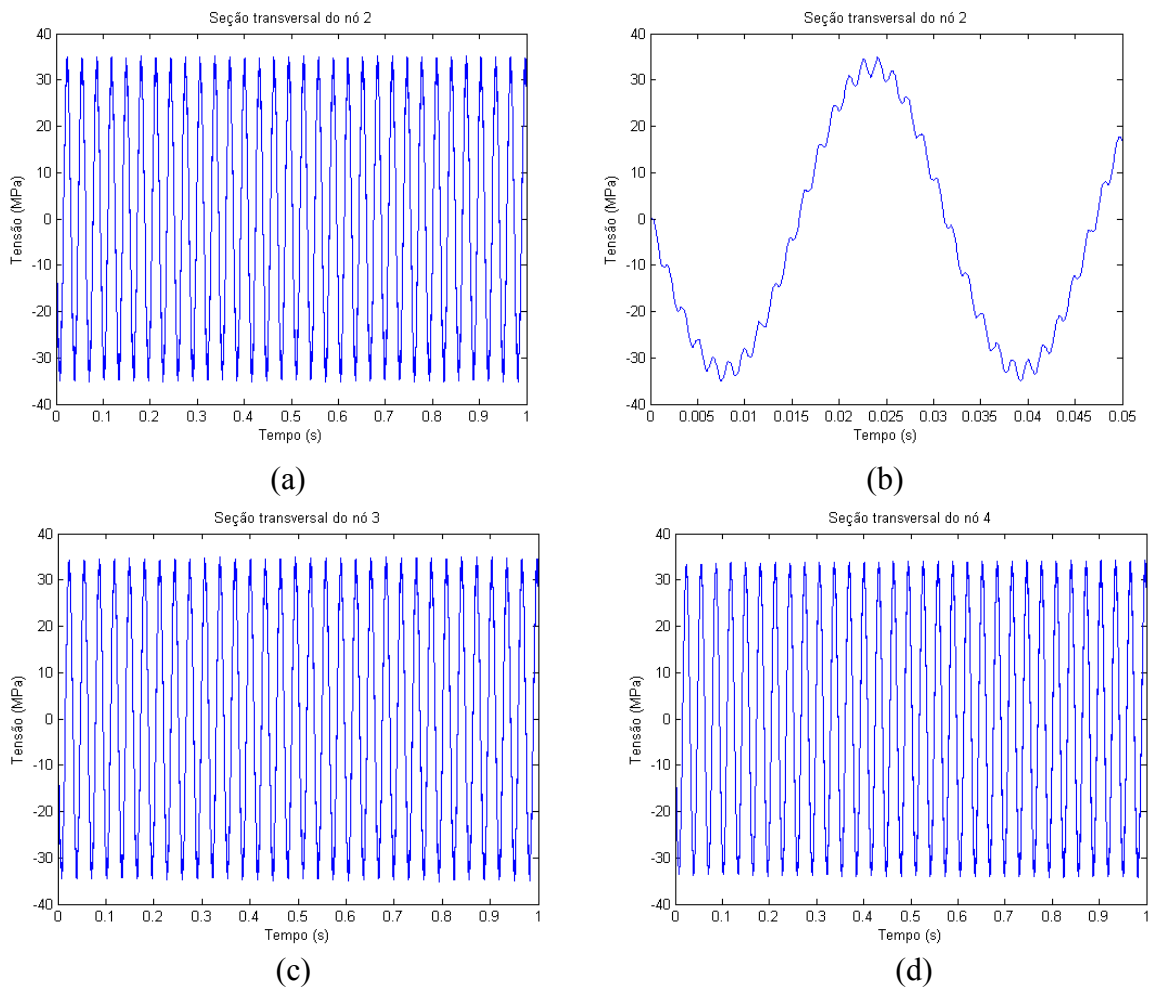 Seção transversal do nó 2
40
30
20
10
0
-10
-20
-30
-40
Tensão (MPa)
0 0.1 0.2 0.3 0.4 0.5 0.6 0.7 0.8 0.9 1
Tempo (s)
(a)
Seção transversal do nó 2
40
30
20
10
0
-10
-20
-30
-40
Tensão (MPa)
0 0.005 0.01 0.015 0.02 0.025 0.03 0.035 0.04 0.045 0.05
Tempo (s)
(b)
Seção transversal do nó 3
40
30
20
10
0
-10
-20
-30
-40
Tensão (MPa)
0 0.1 0.2 0.3 0.4 0.5 0.6 0.7 0.8 0.9 1
Tempo (s)
(c)
Seção transversal do nó 4
40
30
20
10
0
-10
-20
-30
-40
Tensão (MPa)
0 0.1 0.2 0.3 0.4 0.5 0.6 0.7 0.8 0.9 1
Tempo (s)
(d)